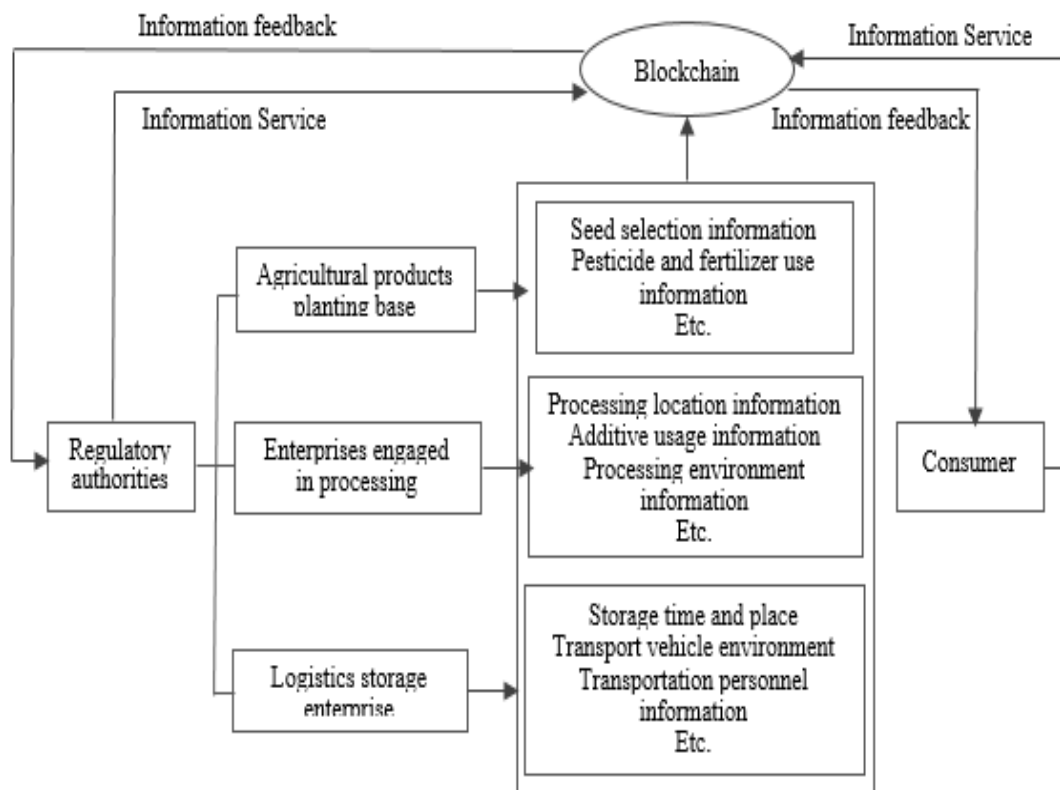 Information feedback
Information Service
Blockchain
Information Service
Information feedback
Seed selection information
Pesticide and fertilizer use
information
Etc.
Agricultural products
planting base
Processing location information
Additive usage information
Processing environment
information
Etc.
Regulatory
authorities
Enterprises engaged
in processing
Consumer
Storage time and place
Transport vehicle environment
Transportation personnel
information
Etc.
Logistics storage
enterprise